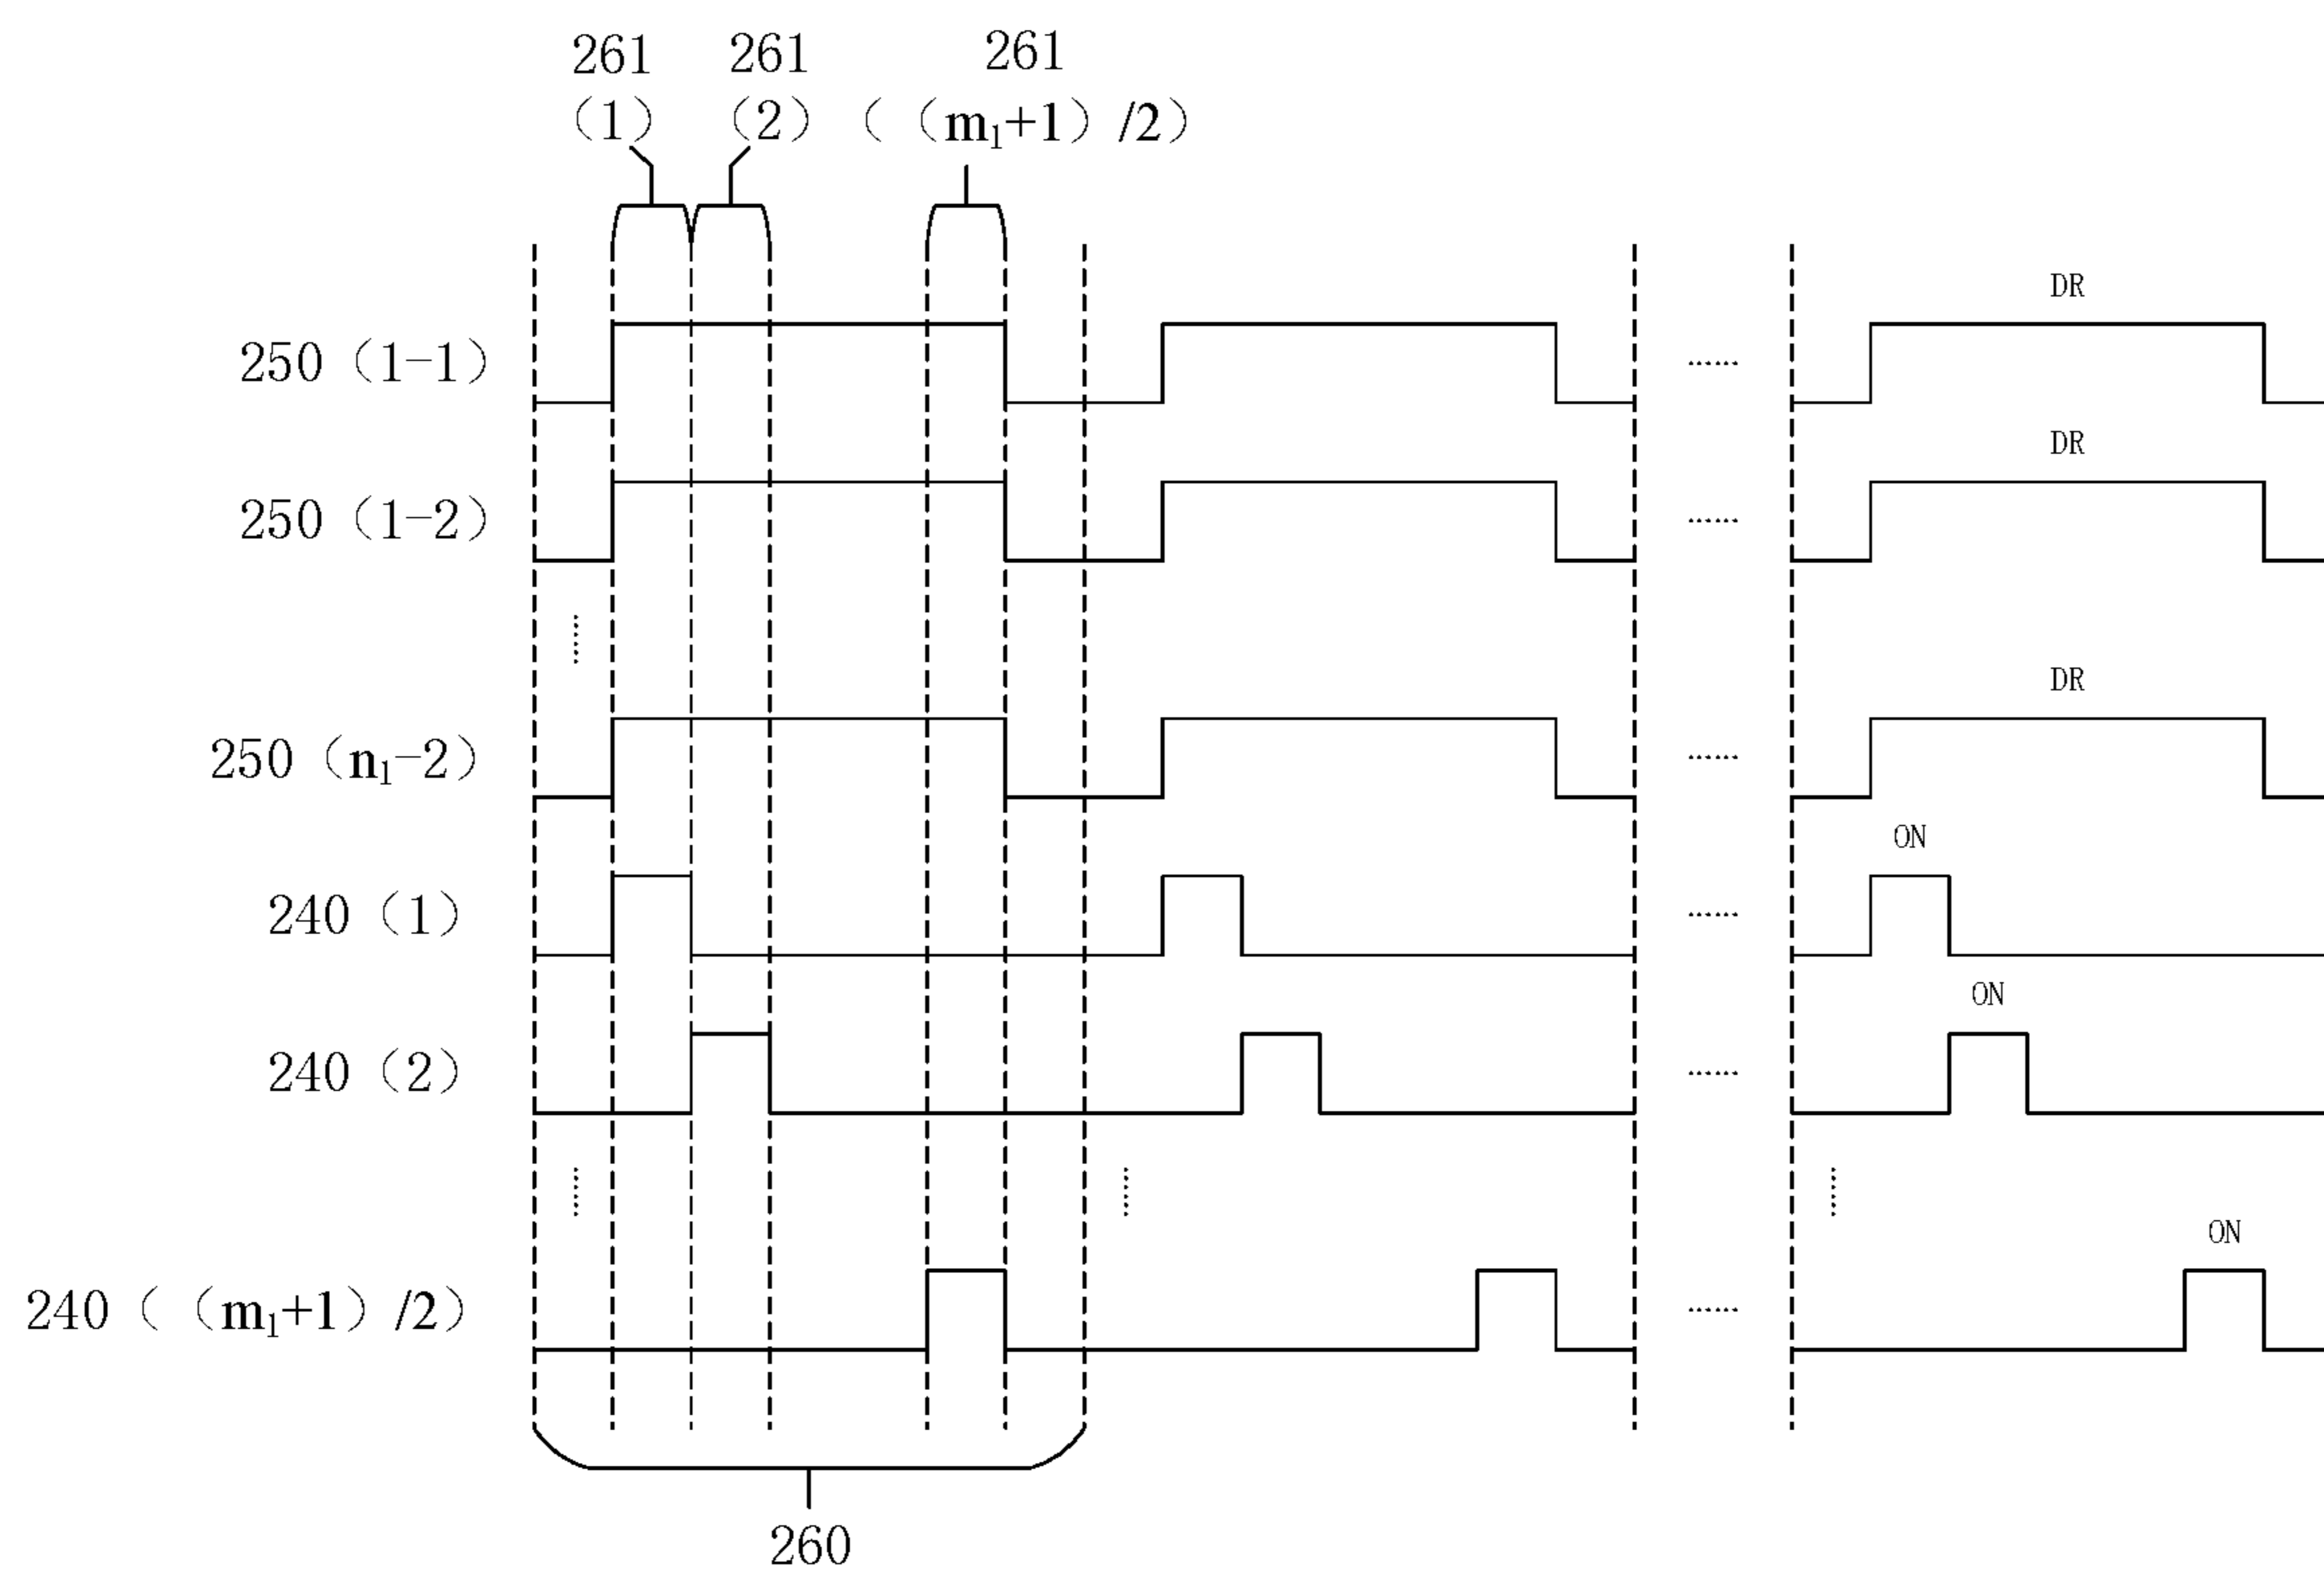 261 261 261
（1） （2） （（m₁+1）/2）
DR
250（1-1） ……
DR
250（1-2） ……
DR
250（n₁-2） ……
ON
240（1） ……
ON
240（2） ……
ON
240（（m₁+1）/2） ……
260